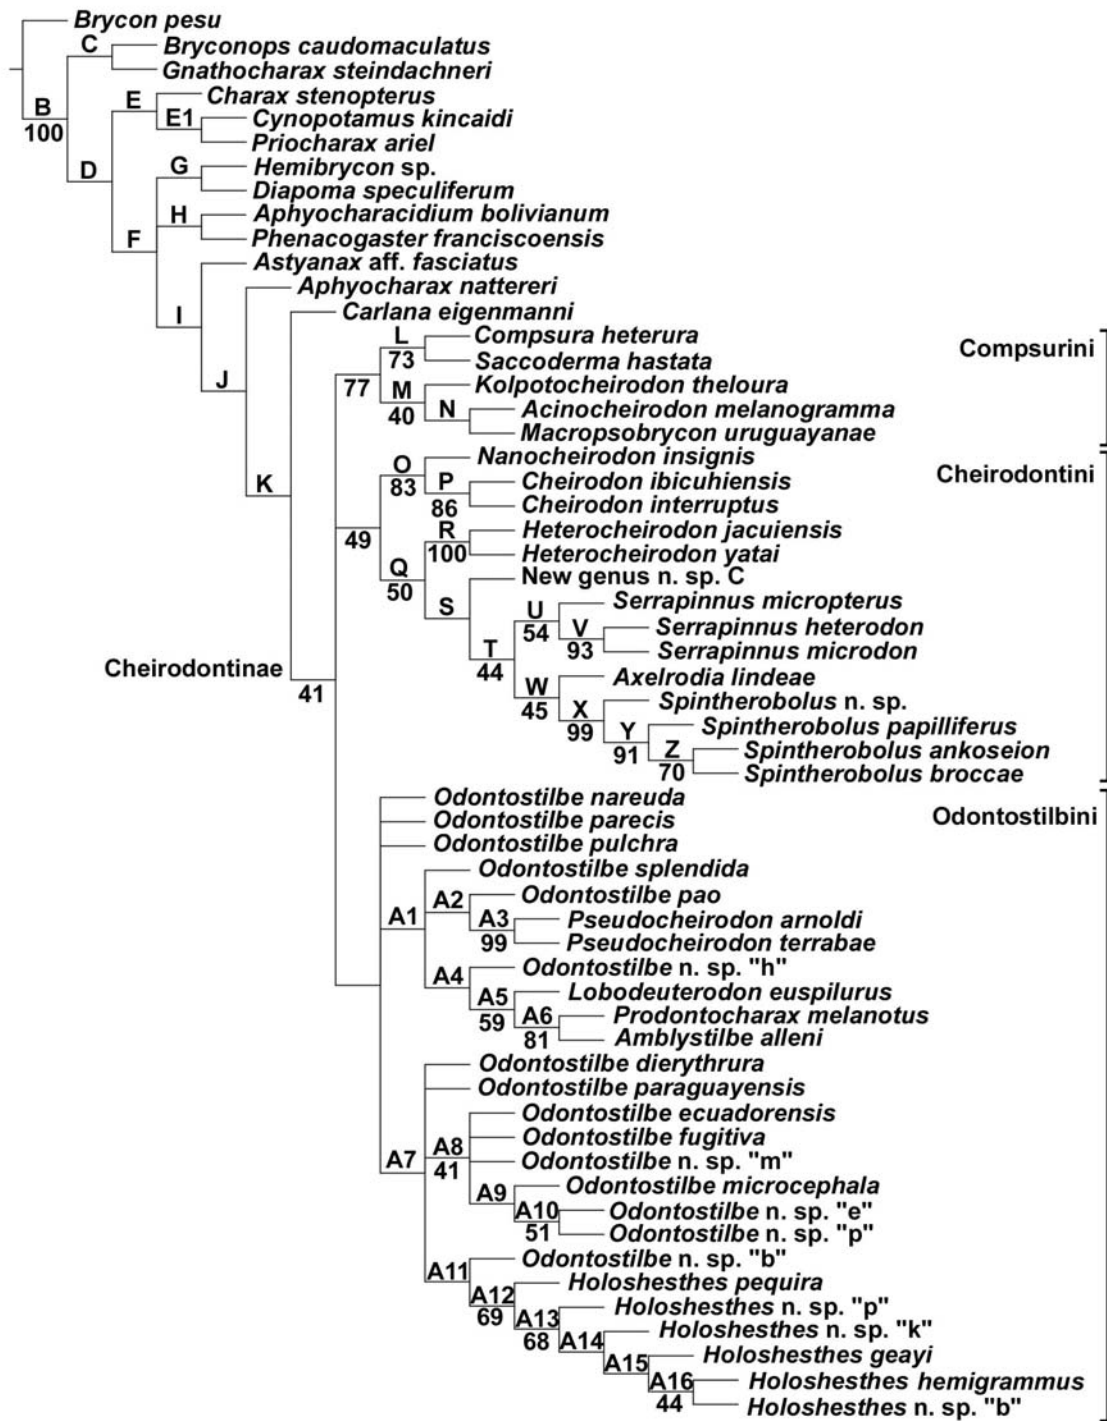 Brycon pesu
C
Bryconops caudomaculatus
Gnathocharax steindachneri
B
100
E
Charax stenopterus
E1
Cynopotamus kincaidi
Priocharax ariel
D
G
Hemibrycon sp.
Diapoma speculiferum
H
Aphyocharacidium bolivianum
F
Phenacogaster franciscoensis
Astyanax aff. fasciatus
Aphyocharax nattereri
I
Carlana eigenmanni
L
Compsura heterura
Compsurini
73
Saccoderma hastata
J
77
M
Kolpotocheirodon theloura
40
N
Acinocheirodon melanogramma
Macropsobrycon uruguayanae
O
Nanocheirodon insignis
Cheirodontini
K
83
P
Cheirodon ibicuhiensis
86
Cheirodon interruptus
R
Heterocheirodon jacuiensis
49
100
Heterocheirodon yatai
Q
New genus n. sp. C
50
S
U
Serrapinnus micropterus
54
V
Serrapinnus heterodon
T
93
Serrapinnus microdon
Cheirodontinae
44
W
Axelrodia lindeae
41
45
X
Spintherobolus n. sp.
99
Y
Spintherobolus papilliferus
91
Z
Spintherobolus ankoseion
70
Spintherobolus broccae
Odontostilbe nareuda
Odontostilbini
Odontostilbe parecis
Odontostilbe pulchra
Odontostilbe splendida
A1
A2
Odontostilbe pao
A3
Pseudocheirodon arnoldi
99
Pseudocheirodon terrabae
A4
Odontostilbe n. sp. "h"
A5
Lobodeuterodon euspilurus
59
A6
Prodontocharax melanotus
81
Amblystilbe alleni
Odontostilbe dierythrura
Odontostilbe paraguayensis
Odontostilbe ecuadorensis
A7
A8
Odontostilbe fugitiva
41
Odontostilbe n. sp. "m"
A9
Odontostilbe microcephala
A10
Odontostilbe n. sp. "e"
51
Odontostilbe n. sp. "p"
A11
Odontostilbe n. sp. "b"
A12
Holoshesthes pequira
69
A13
Holoshesthes n. sp. "p"
68
A14
Holoshesthes n. sp. "k"
A15
Holoshesthes geayi
A16
Holoshesthes hemigrammus
44
Holoshesthes n. sp. "b"